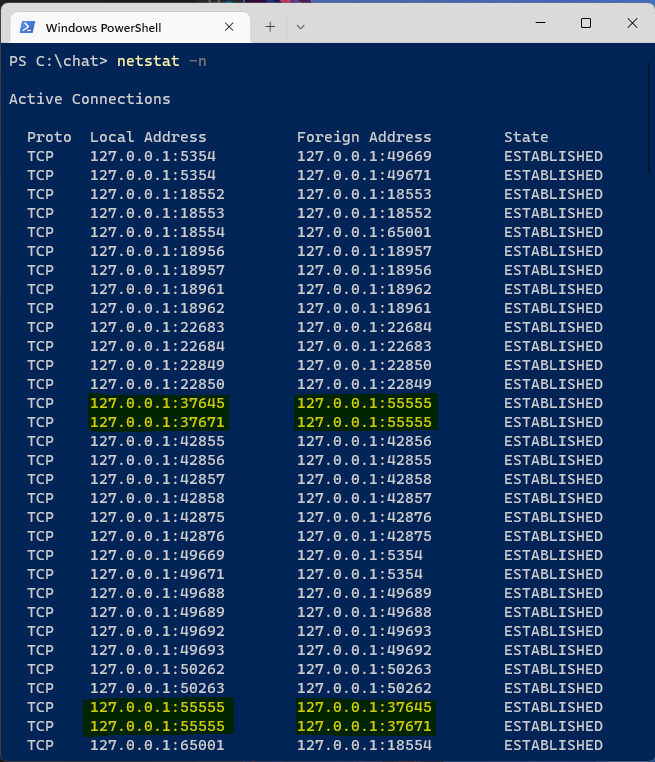 Windows PowerShell
PS C:\chat> netstat -n
Active Connections
Proto Local Address Foreign Address State
TCP 127.0.0.1:5354 127.0.0.1:49669 ESTABLISHED
TCP 127.0.0.1:5354 127.0.0.1:49671 ESTABLISHED
TCP 127.0.0.1:18552 127.0.0.1:18553 ESTABLISHED
TCP 127.0.0.1:18553 127.0.0.1:18552 ESTABLISHED
TCP 127.0.0.1:18554 127.0.0.1:65001 ESTABLISHED
TCP 127.0.0.1:18956 127.0.0.1:18957 ESTABLISHED
TCP 127.0.0.1:18957 127.0.0.1:18956 ESTABLISHED
TCP 127.0.0.1:18961 127.0.0.1:18962 ESTABLISHED
TCP 127.0.0.1:18962 127.0.0.1:18961 ESTABLISHED
TCP 127.0.0.1:22683 127.0.0.1:22684 ESTABLISHED
TCP 127.0.0.1:22684 127.0.0.1:22683 ESTABLISHED
TCP 127.0.0.1:22849 127.0.0.1:22850 ESTABLISHED
TCP 127.0.0.1:22850 127.0.0.1:22849 ESTABLISHED
TCP 127.0.0.1:37645 127.0.0.1:55555 ESTABLISHED
TCP 127.0.0.1:37671 127.0.0.1:55555 ESTABLISHED
TCP 127.0.0.1:42855 127.0.0.1:42856 ESTABLISHED
TCP 127.0.0.1:42856 127.0.0.1:42855 ESTABLISHED
TCP 127.0.0.1:42857 127.0.0.1:42858 ESTABLISHED
TCP 127.0.0.1:42858 127.0.0.1:42857 ESTABLISHED
TCP 127.0.0.1:42875 127.0.0.1:42876 ESTABLISHED
TCP 127.0.0.1:42876 127.0.0.1:42875 ESTABLISHED
TCP 127.0.0.1:49669 127.0.0.1:5354 ESTABLISHED
TCP 127.0.0.1:49671 127.0.0.1:5354 ESTABLISHED
TCP 127.0.0.1:49688 127.0.0.1:49689 ESTABLISHED
TCP 127.0.0.1:49689 127.0.0.1:49688 ESTABLISHED
TCP 127.0.0.1:49692 127.0.0.1:49693 ESTABLISHED
TCP 127.0.0.1:49693 127.0.0.1:49692 ESTABLISHED
TCP 127.0.0.1:50262 127.0.0.1:50263 ESTABLISHED
TCP 127.0.0.1:50263 127.0.0.1:50262 ESTABLISHED
TCP 127.0.0.1:55555 127.0.0.1:37645 ESTABLISHED
TCP 127.0.0.1:55555 127.0.0.1:37671 ESTABLISHED
TCP 127.0.0.1:65001 127.0.0.1:18554 ESTABLISHED